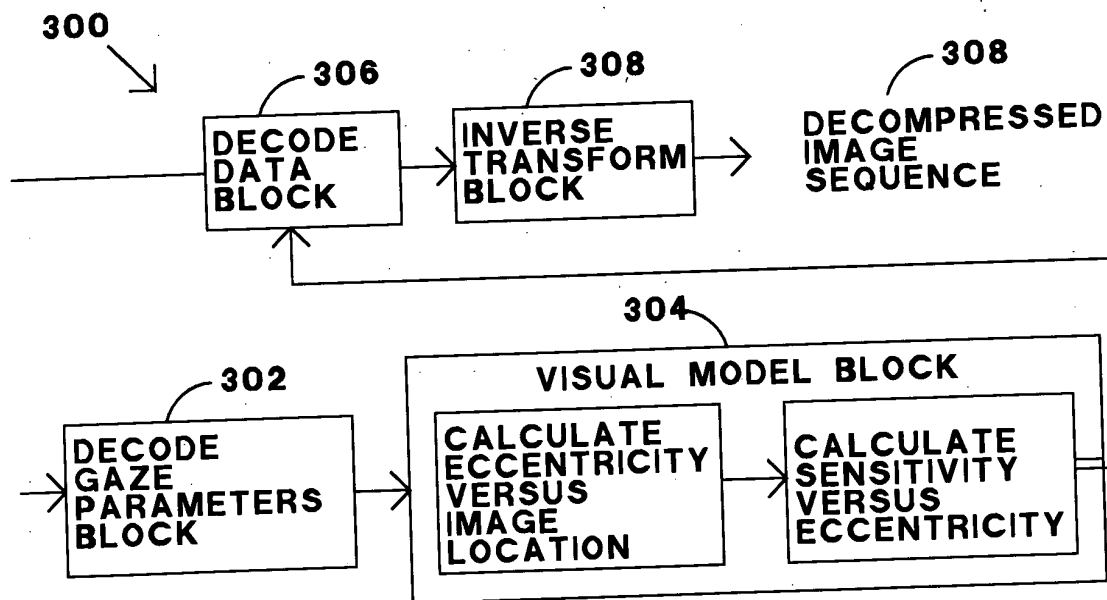 300
306
308
308
DECODE
DATA
BLOCK
INVERSE
TRANSFORM
BLOCK
DECOMPRESSED
IMAGE
SEQUENCE
304
302
VISUAL MODEL BLOCK
DECODE
GAZE
PARAMETERS
BLOCK
CALCULATE
ECCENTRICITY
VERSUS
IMAGE
LOCATION
CALCULATE
SENSITIVITY
VERSUS
ECCENTRICITY